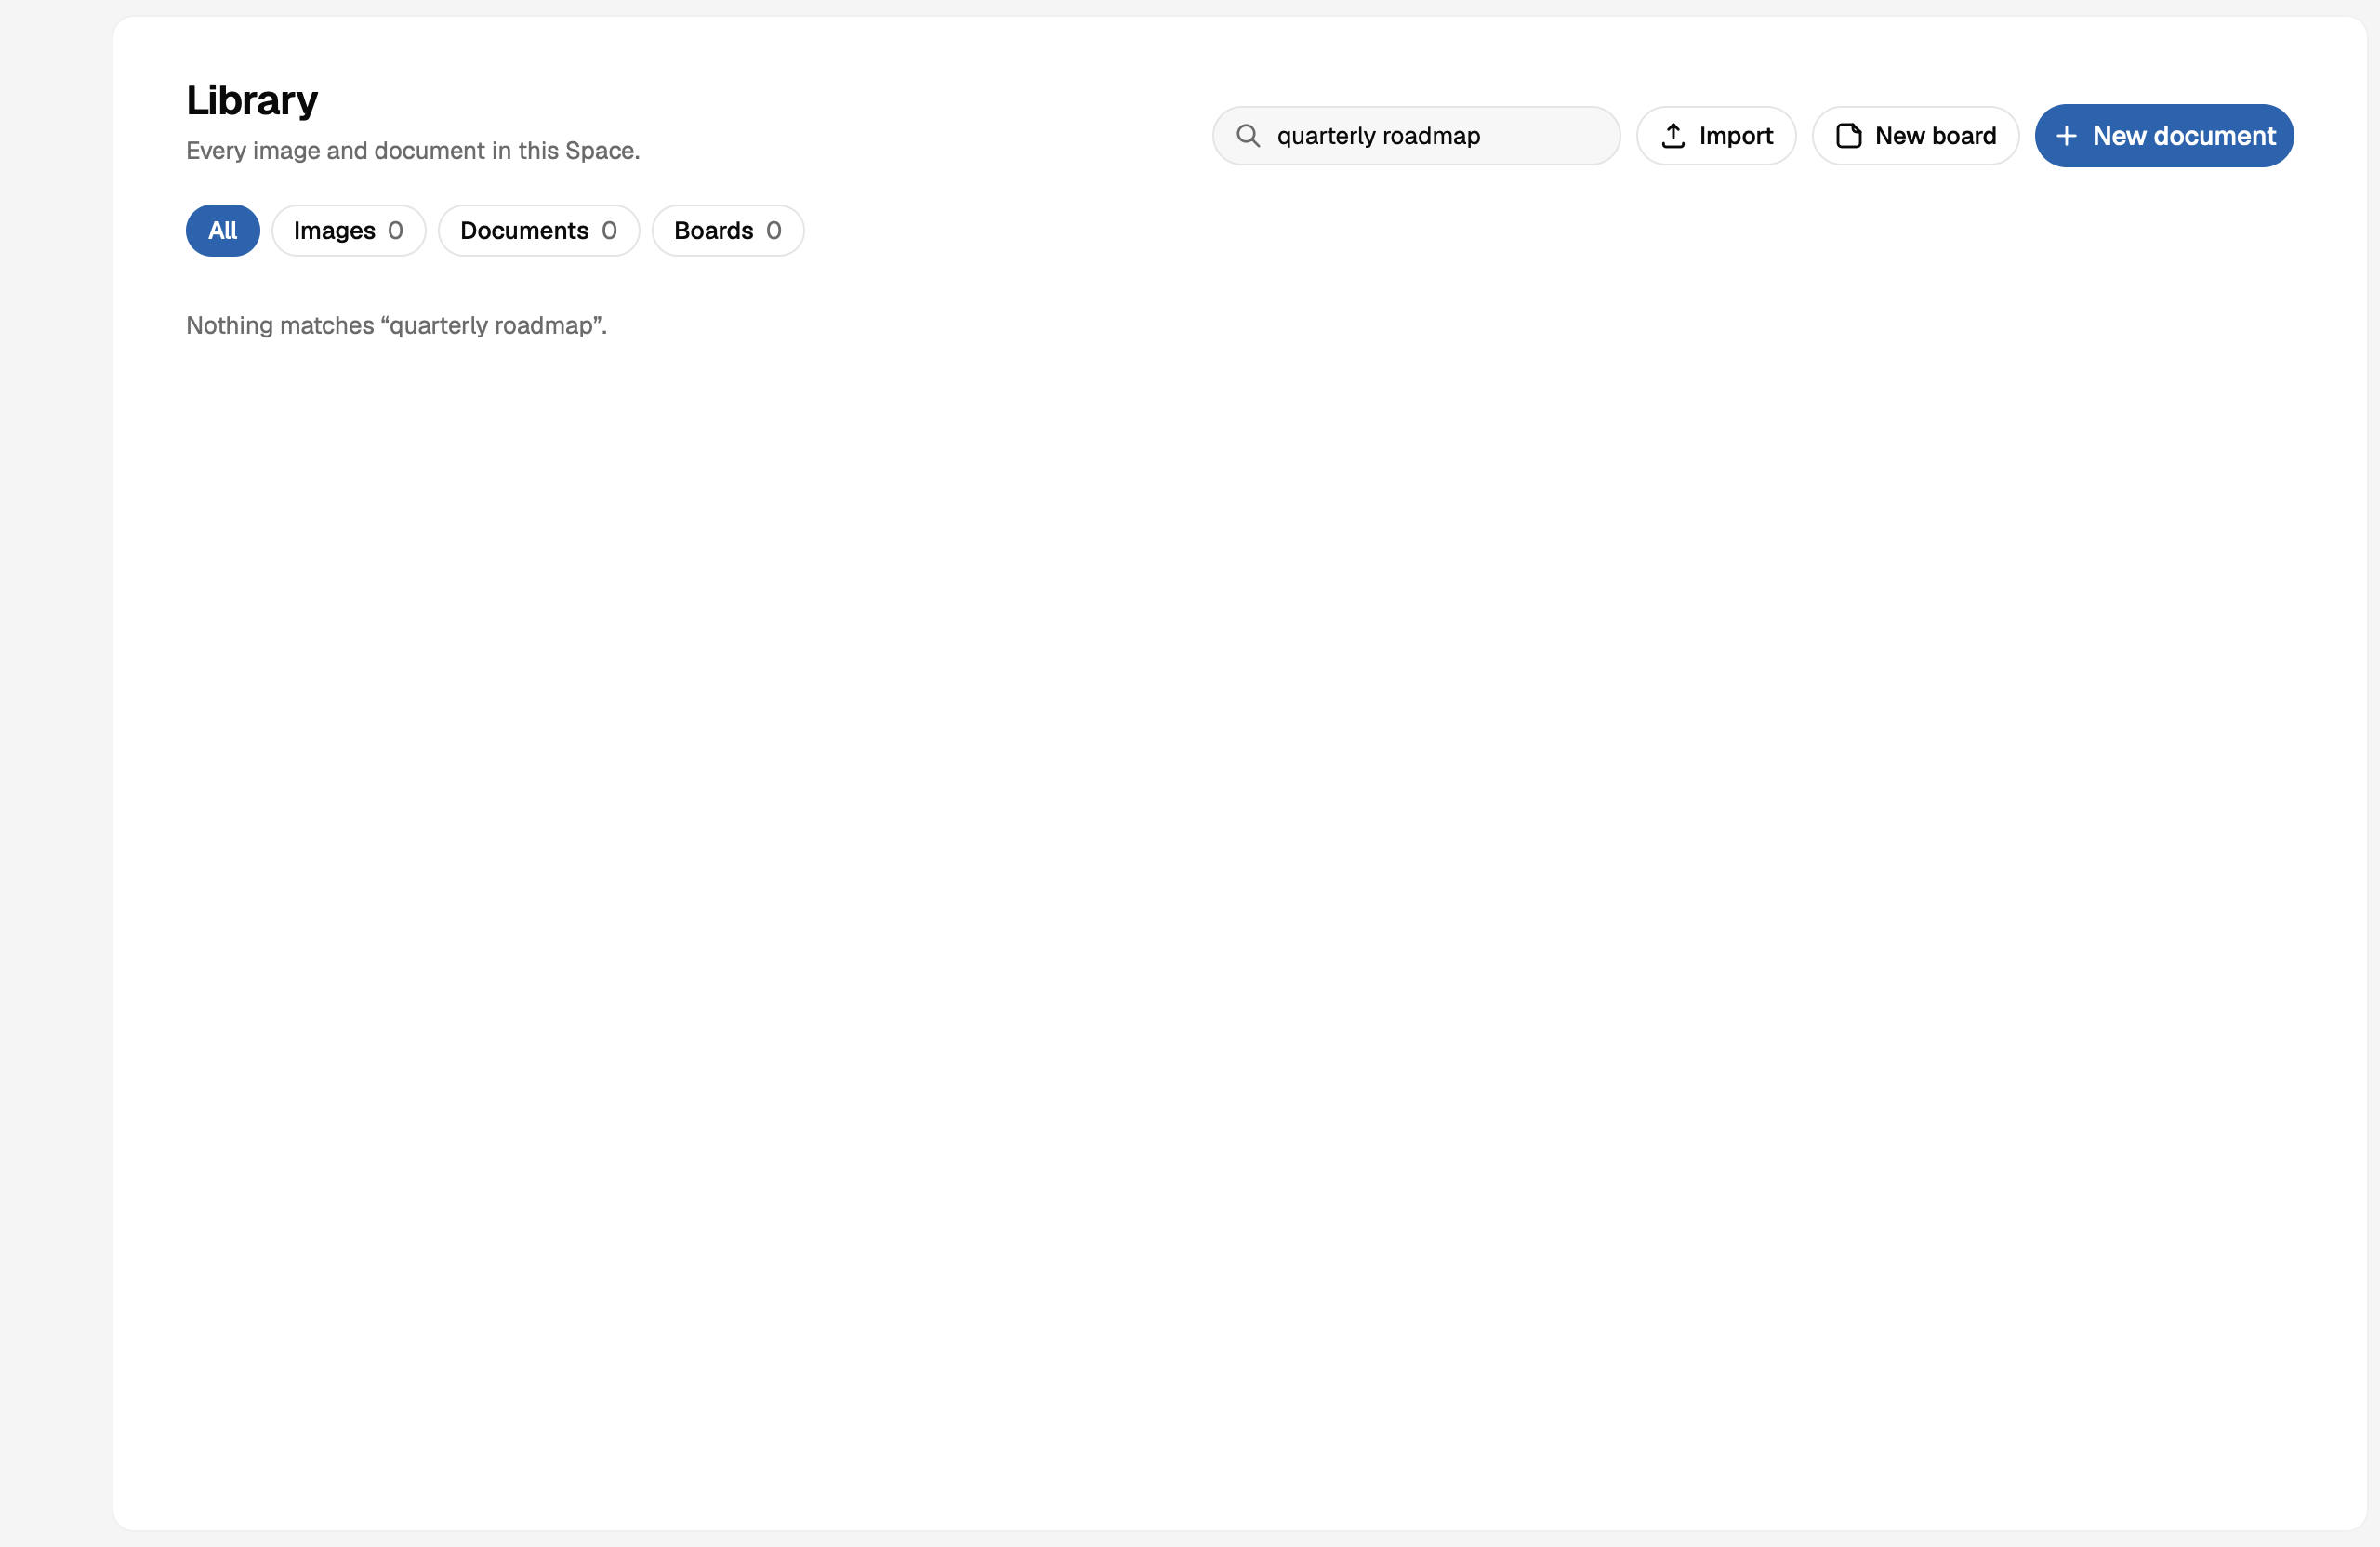 Library
Every image and document in this Space.
quarterly roadmap
Import
New board
New document
All
Images 0
Documents 0
Boards 0
Nothing matches “quarterly roadmap”.